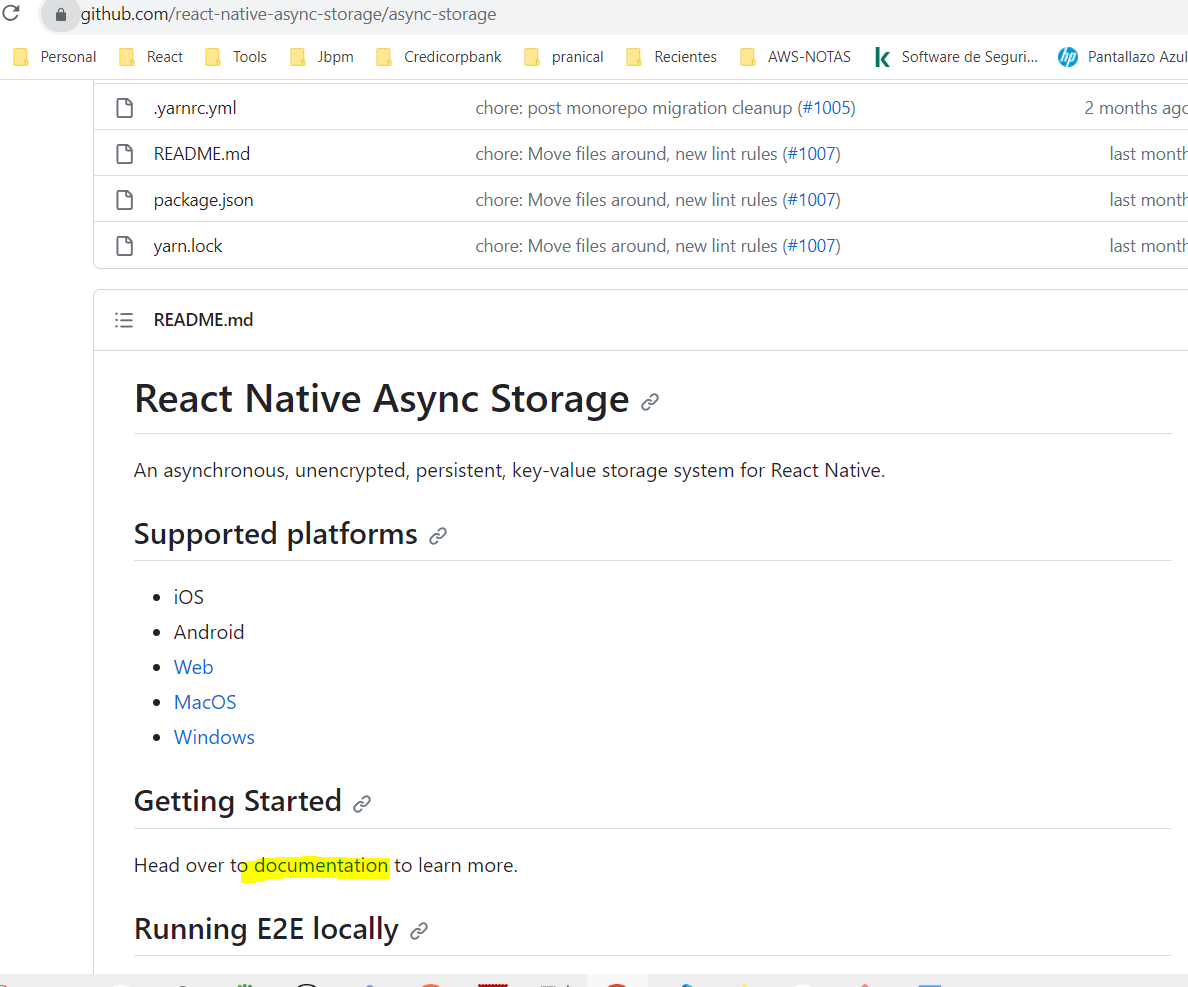 github.com/react-native-async-storage/async-storage
Personal React Tools Jbpm Credicorpbank pranical Recientes AWS-NOTAS Software de Seguri... Pantallazo Azul
.yarnrc.yml chore: post monorepo migration cleanup (#1005) 2 months ago
README.md chore: Move files around, new lint rules (#1007) last month
package.json chore: Move files around, new lint rules (#1007) last month
yarn.lock chore: Move files around, new lint rules (#1007) last month
README.md
React Native Async Storage
An asynchronous, unencrypted, persistent, key-value storage system for React Native.
Supported platforms
• iOS
• Android
• Web
• MacOS
• Windows
Getting Started
Head over to documentation to learn more.
Running E2E locally